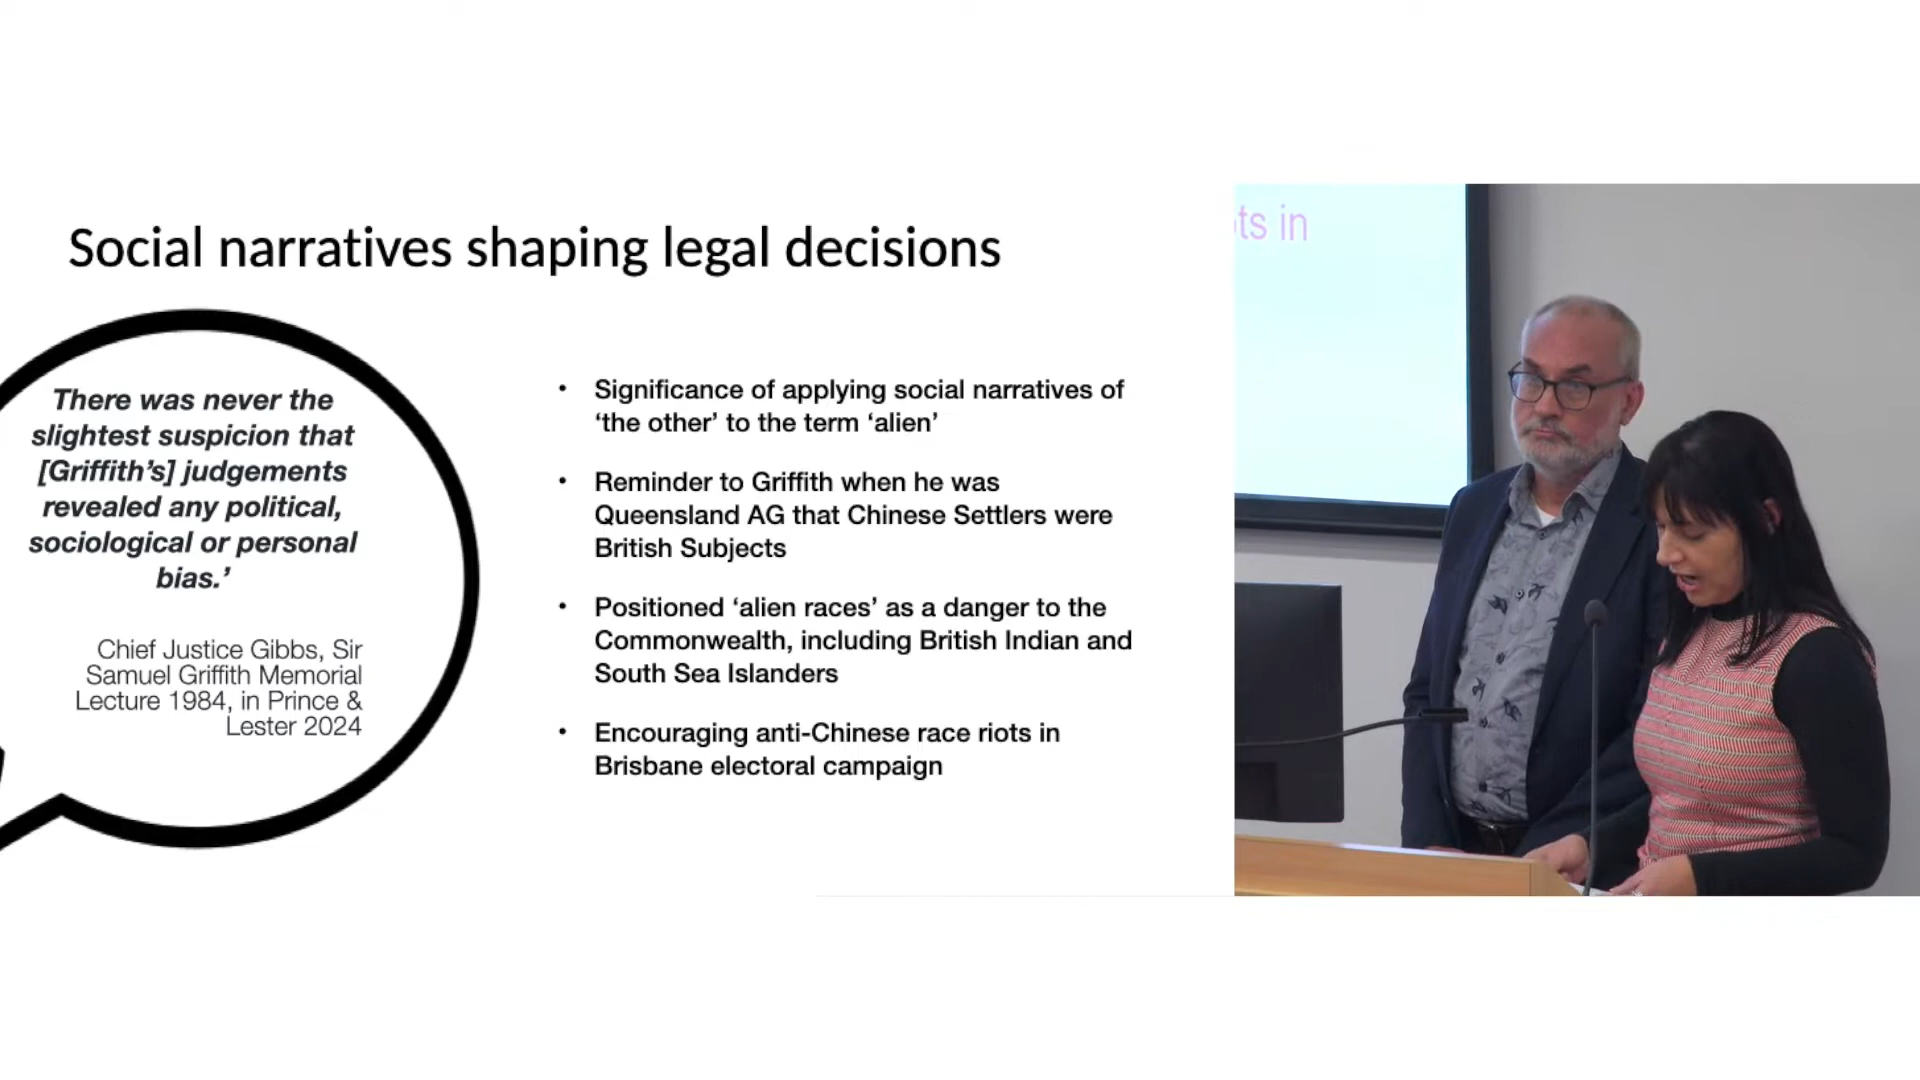 Social narratives shaping legal decisions
There was never the
slightest suspicion that
[Griffith's] judgements
revealed any political,
sociological or personal
bias.'
Chief Justice Gibbs, Sir
Samuel Griffith Memorial
Lecture 1984, in Prince &
Lester 2024
• Significance of applying social narratives of
‘the other’ to the term ‘alien’
• Reminder to Griffith when he was
Queensland AG that Chinese Settlers were
British Subjects
• Positioned ‘alien races’ as a danger to the
Commonwealth, including British Indian and
South Sea Islanders
• Encouraging anti-Chinese race riots in
Brisbane electoral campaign
ts in